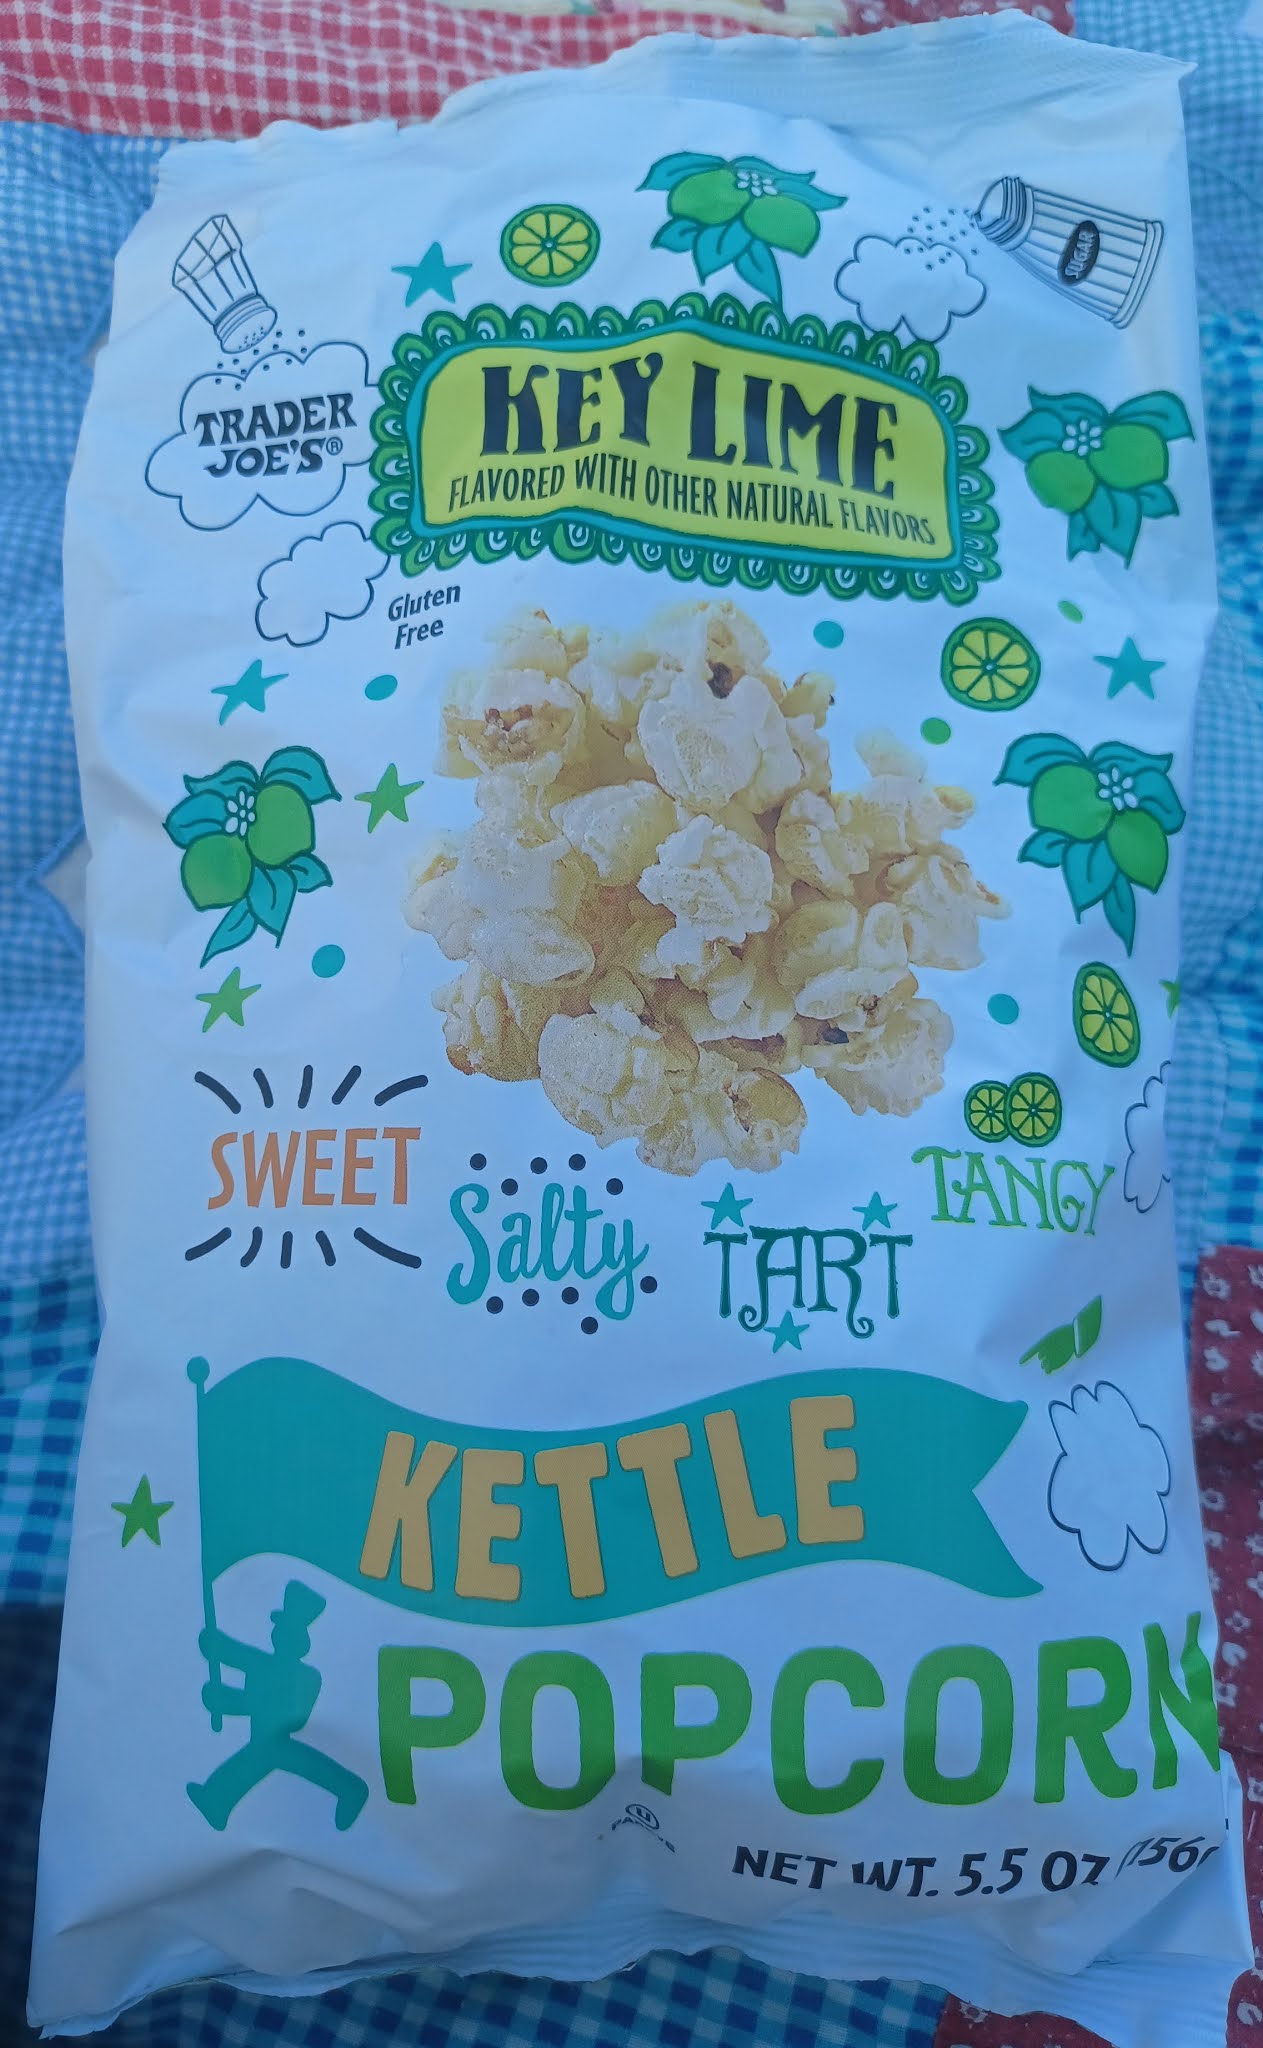 SUGAR
TRADER
JOE'S®
KEY LIME
FLAVORED WITH OTHER NATURAL FLAVORS
Gluten
Free
SWEET
Salty
TART
TANGY
KETTLE
POPCORN
U
NET WT. 5.5 OZ (156